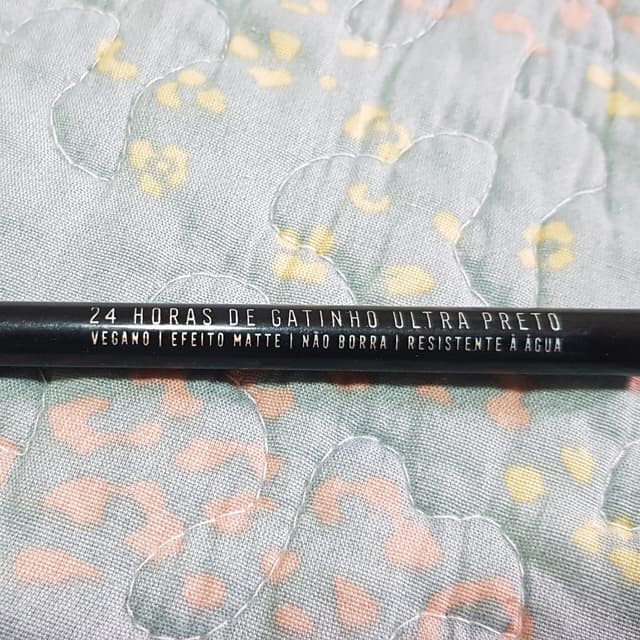 24 HORAS DE GATINHO ULTRA PRETO
VEGANO | EFEITO MATTE | NÃO BORRA | RESISTENTE À ÁGUA